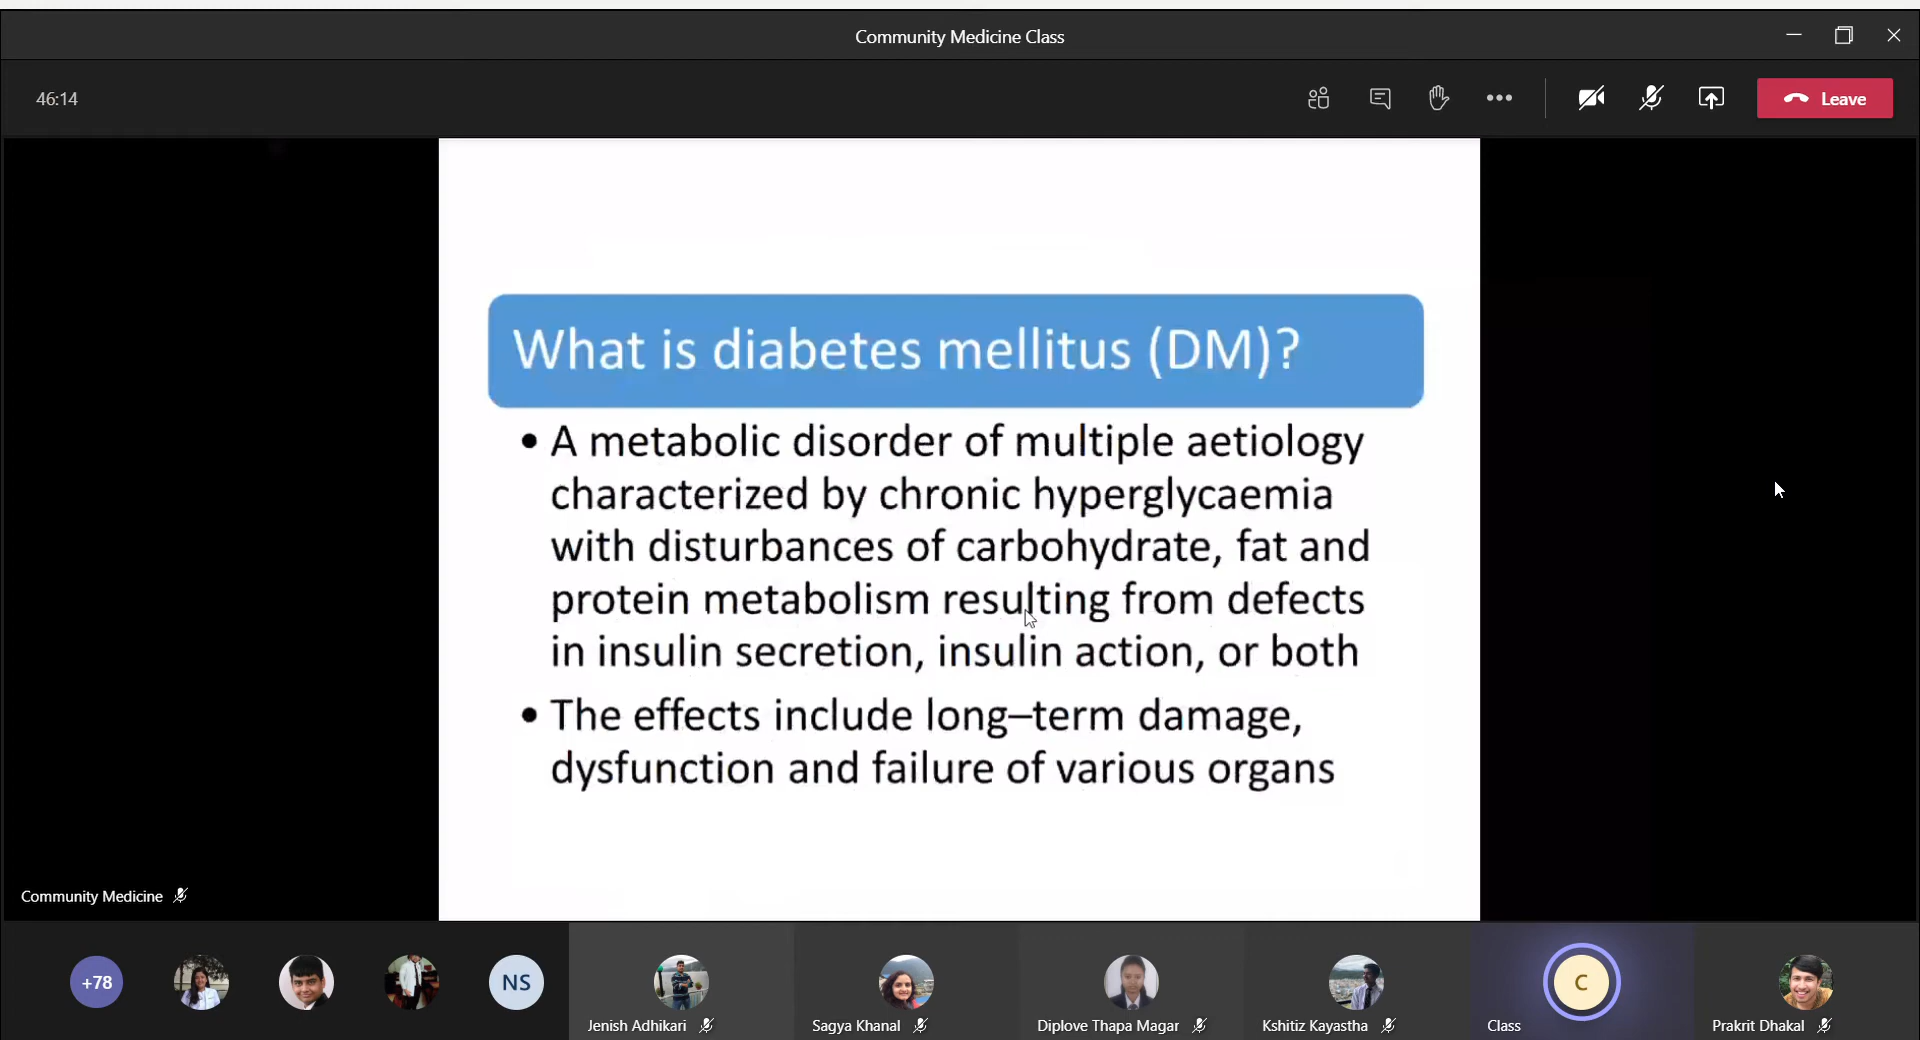 Community Medicine Class
46:14
Leave
What is diabetes mellitus (DM)?
• A metabolic disorder of multiple aetiology
characterized by chronic hyperglycaemia
with disturbances of carbohydrate, fat and
protein metabolism resulting from defects
in insulin secretion, insulin action, or both
• The effects include long–term damage,
dysfunction and failure of various organs
Community Medicine
+78
NS
C
Jenish Adhikari
Sagya Khanal
Diplove Thapa Magar
Kshitiz Kayastha
Class
Prakrit Dhakal